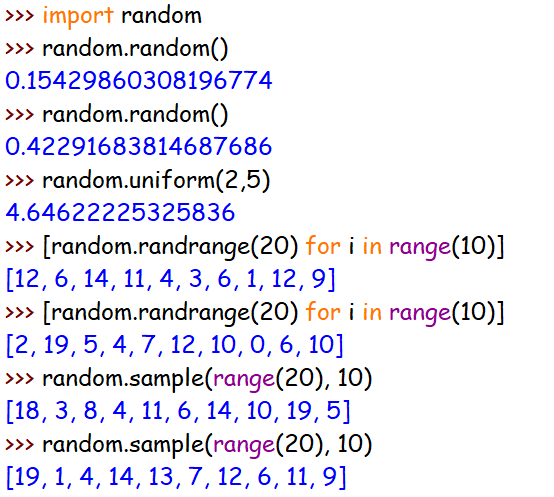 >>> import random
>>> random.random()
0.15429860308196774
>>> random.random()
0.42291683814687686
>>> random.uniform(2,5)
4.64622225325836
>>> [random.randrange(20) for i in range(10)]
[12, 6, 14, 11, 4, 3, 6, 1, 12, 9]
>>> [random.randrange(20) for i in range(10)]
[2, 19, 5, 4, 7, 12, 10, 0, 6, 10]
>>> random.sample(range(20), 10)
[18, 3, 8, 4, 11, 6, 14, 10, 19, 5]
>>> random.sample(range(20), 10)
[19, 1, 4, 14, 13, 7, 12, 6, 11, 9]